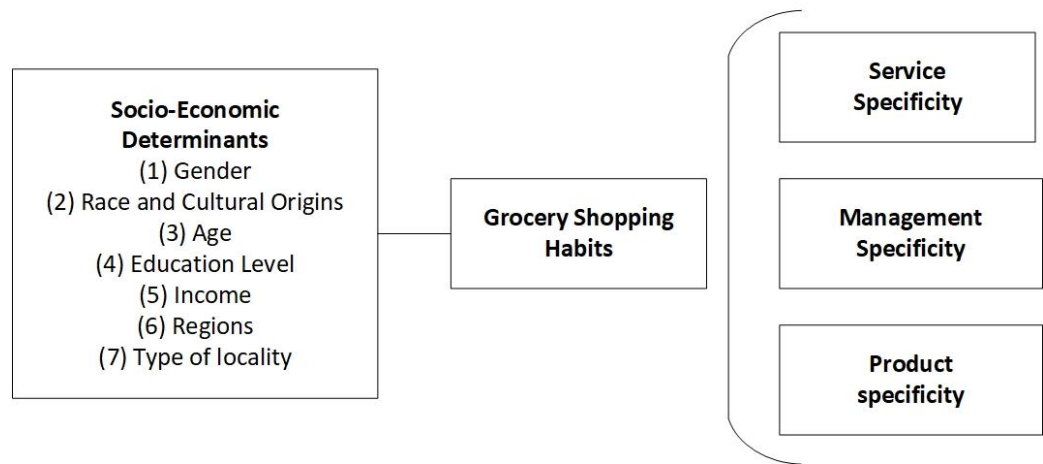 Socio-Economic
Determinants
(1) Gender
(2) Race and Cultural Origins
(3) Age
(4) Education Level
(5) Income
(6) Regions
(7) Type of locality
Grocery Shopping
Habits
Service
Specificity
Management
Specificity
Product
specificity